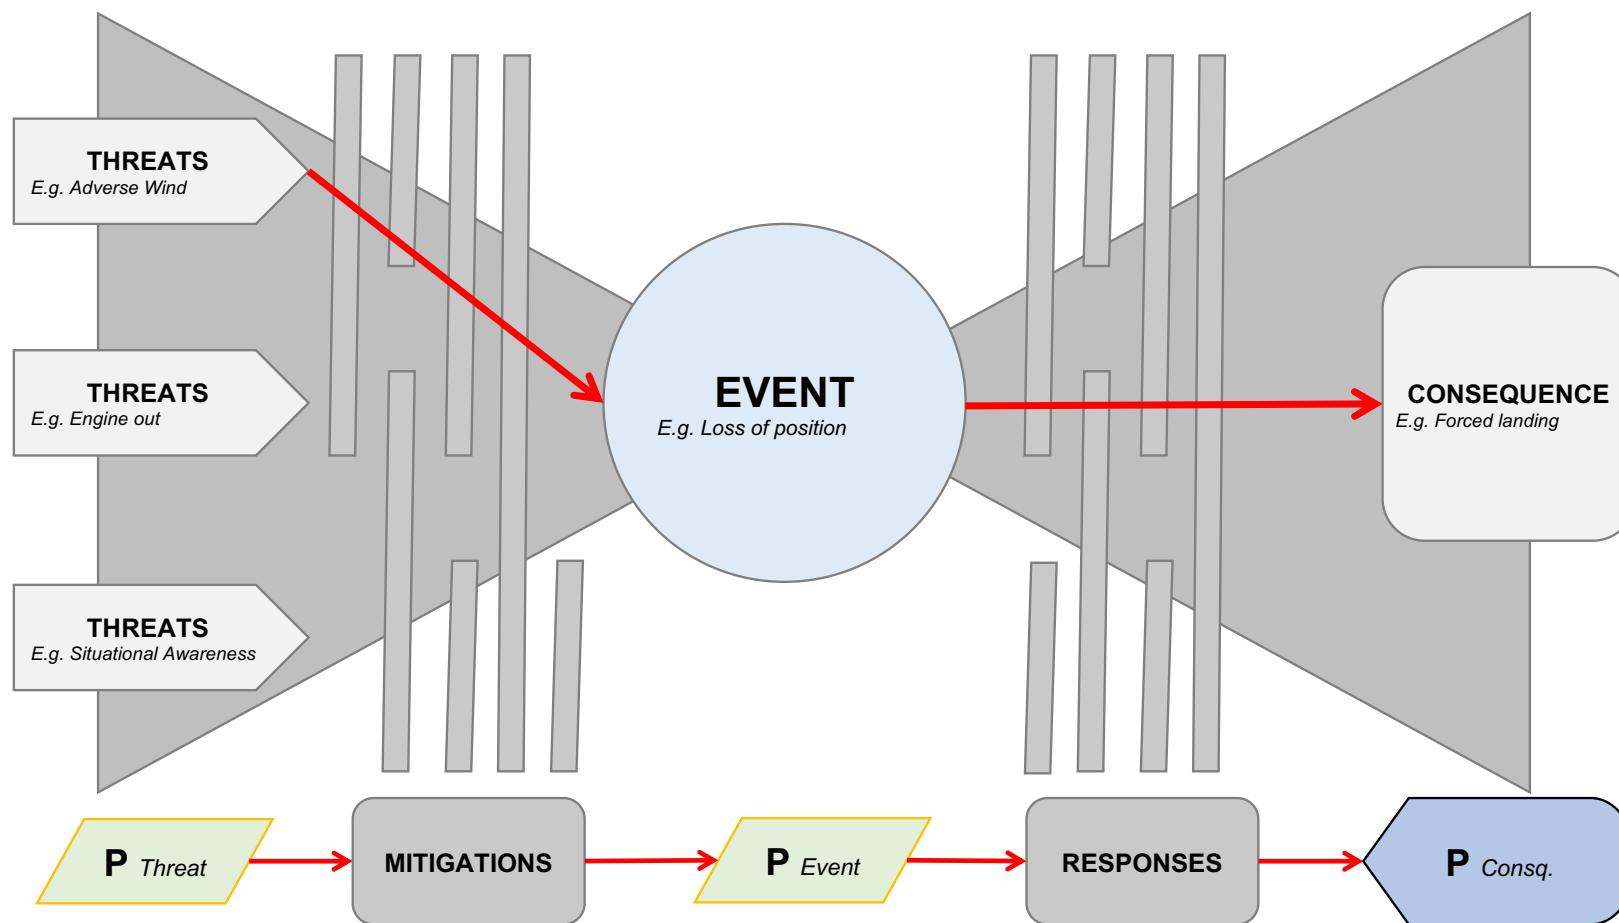 THREATS
E.g. Adverse Wind
THREATS
E.g. Engine out
THREATS
E.g. Situational Awareness
EVENT
E.g. Loss of position
CONSEQUENCE
E.g. Forced landing
P Threat
MITIGATIONS
P Event
RESPONSES
P Consq.